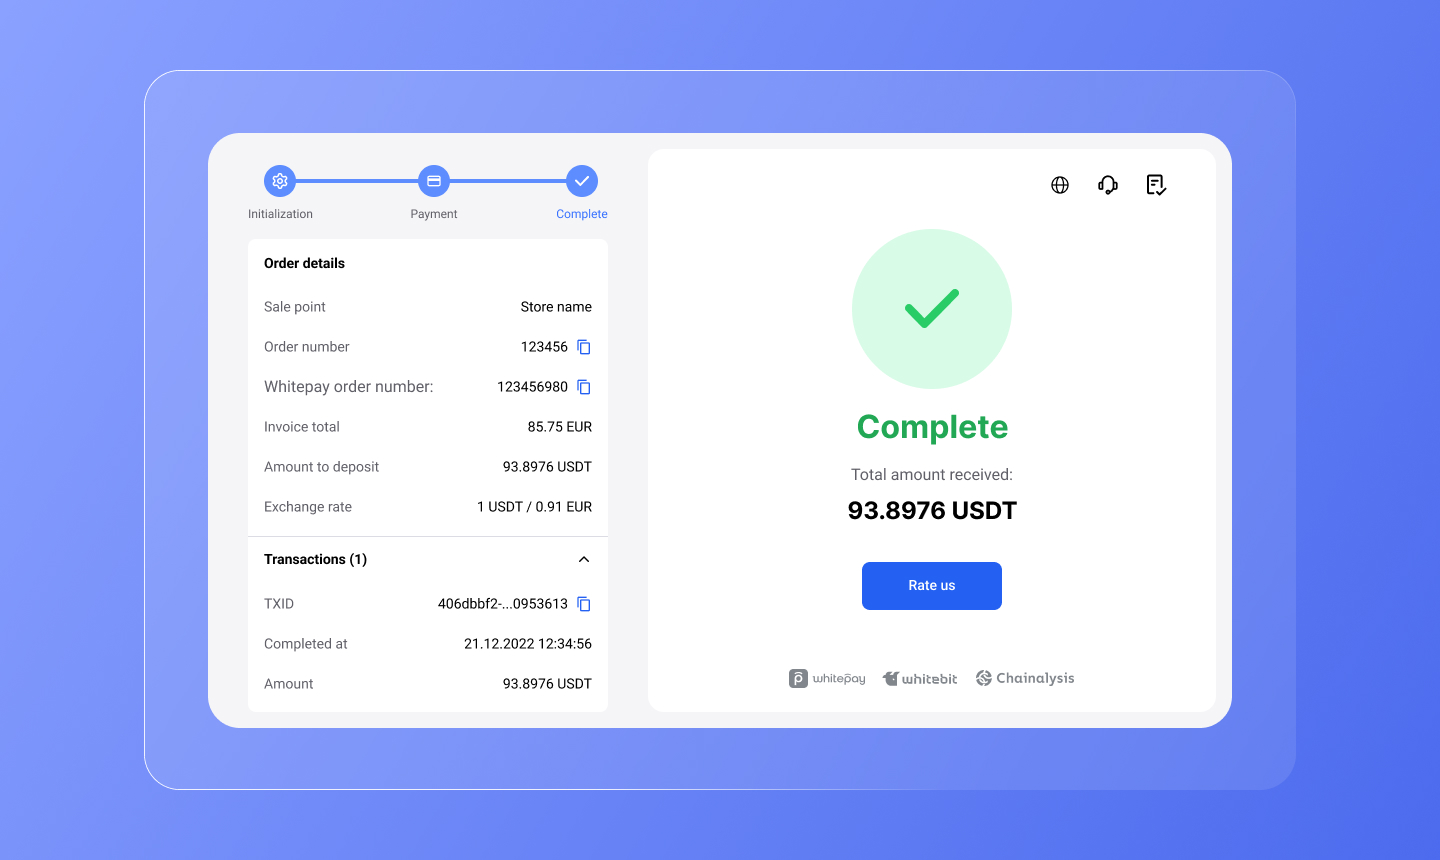 Initialization
Payment
Complete
Order details
Sale point Store name
Order number 123456
Whitepay order number: 123456980
Invoice total 85.75 EUR
Amount to deposit 93.8976 USDT
Exchange rate 1 USDT / 0.91 EUR
Transactions (1)
TXID 406dbbf2-...0953613
Completed at 21.12.2022 12:34:56
Amount 93.8976 USDT
Complete
Total amount received:
93.8976 USDT
Rate us
whitepay whitebit Chainalysis